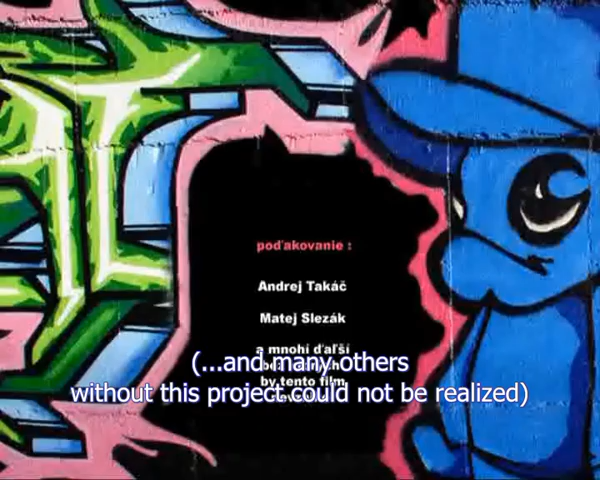 poďakovanie :
Andrej Takáč
Matej Slezák
a mnohí ďaľší
by tento film
(...and many others
without this project could not be realized)